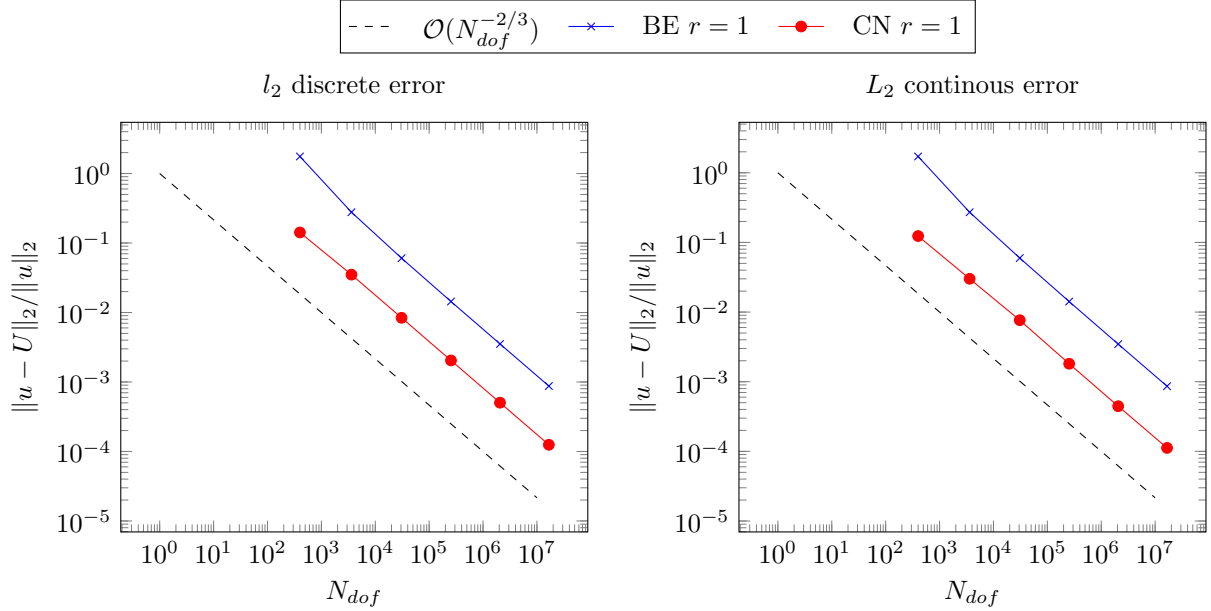 O(N_{dof}^{-2/3}) BE r = 1 CN r = 1
l_2 discrete error
10^0
10^{-1}
10^{-2}
10^{-3}
10^{-4}
10^{-5}
||u − U||_2/||u||_2
10^0 10^1 10^2 10^3 10^4 10^5 10^6 10^7
N_{dof}
L_2 continous error
10^0
10^{-1}
10^{-2}
10^{-3}
10^{-4}
10^{-5}
||u − U||_2/||u||_2
10^0 10^1 10^2 10^3 10^4 10^5 10^6 10^7
N_{dof}